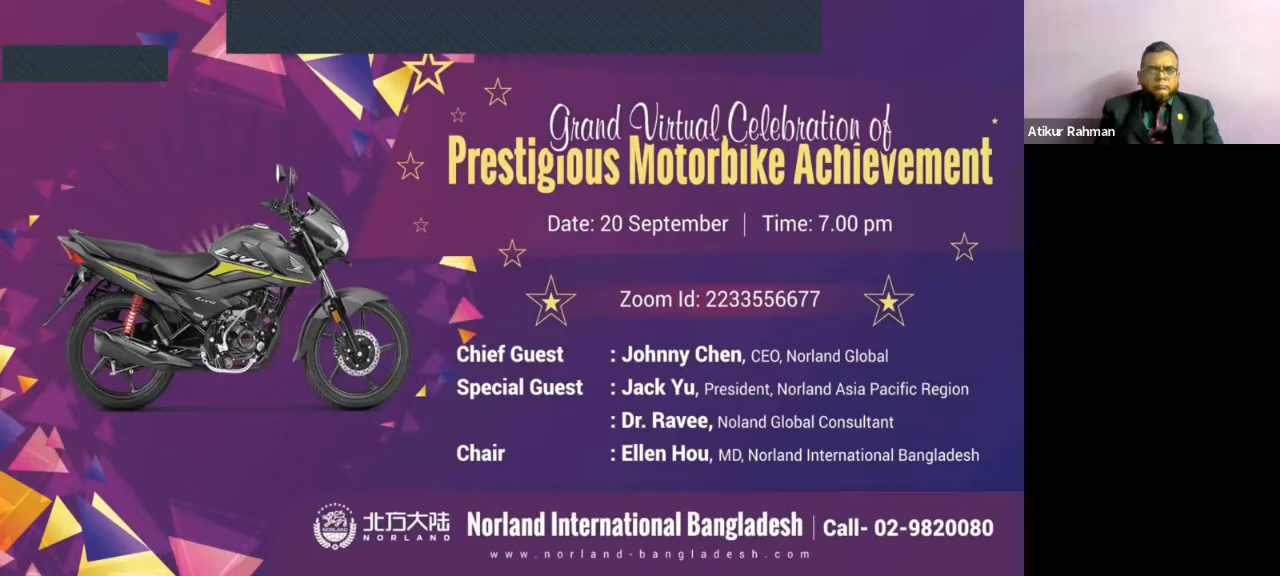 Grand Virtual Celebration of
Prestigious Motorbike Achievement
Date: 20 September | Time: 7.00 pm
Zoom Id: 2233556677
Chief Guest : Johnny Chen, CEO, Norland Global
Special Guest : Jack Yu, President, Norland Asia Pacific Region
: Dr. Ravee, Noland Global Consultant
Chair : Ellen Hou, MD, Norland International Bangladesh
北方大陆
NORLAND
Norland International Bangladesh | Call- 02-9820080
www.norland-bangladesh.com
LIVO
Livo
NORLAND
Atikur Rahman